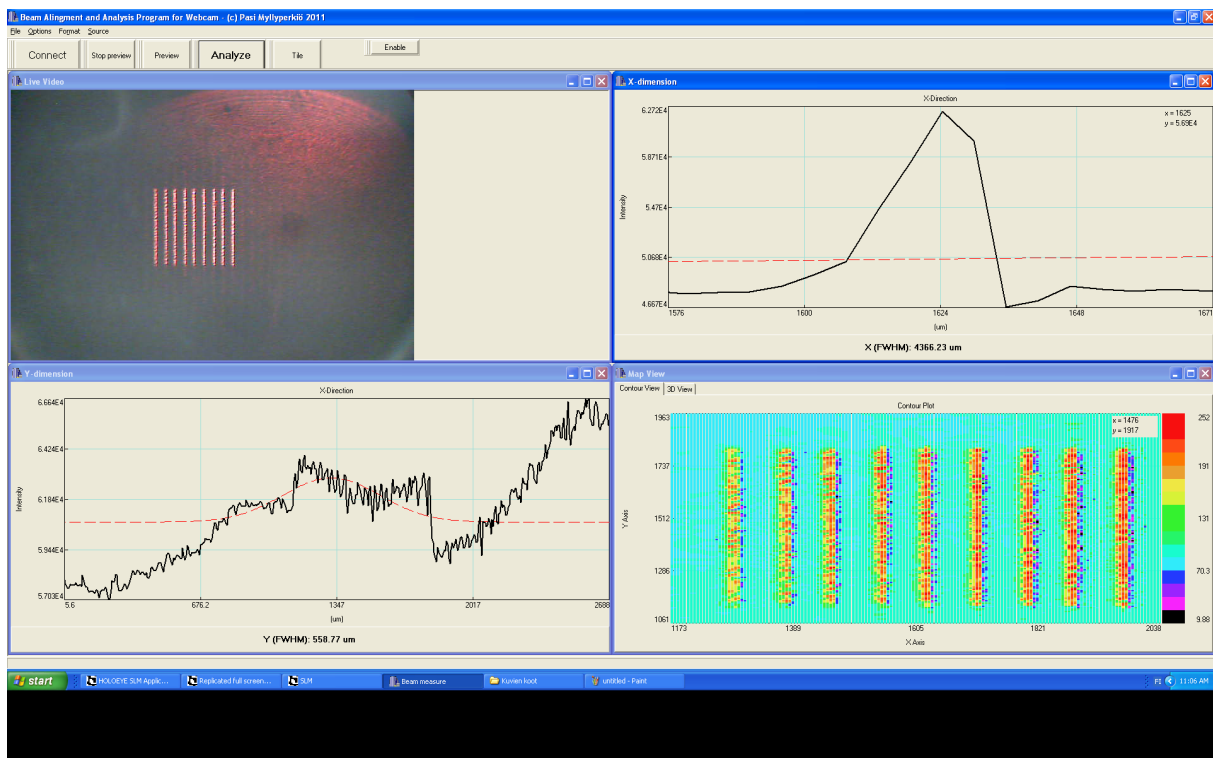 Beam Alingment and Analysis Program for Webcam - (c) Pasi Myllyperkiö 2011
File Options Format Source
Connect Stop preview Preview Analyze Tile Enable
Live Video
X-dimension
X-Direction
x = 1625
y = 5.69E4
6.272E4
5.871E4
5.47E4
5.068E4
4.667E4
Intensity
1576 1600 1624 1648 1671
(um)
X (FWHM): 4366.23 um
Y-dimension
X-Direction
6.664E4
6.424E4
6.184E4
5.944E4
5.703E4
Intensity
5.6 676.2 1347 2017 2688
(um)
Y (FWHM): 558.77 um
Map View
Contour View 3D View
Contour Plot
x = 1476
y = 1917
1963
1737
1512
1286
1061
Y Axis
1173 1389 1605 1821 2038
X Axis
252
191
131
70.3
9.88
start HOLOEYE SLM Applic... Replicated full screen... SLM Beam measure Kuvien koot untitled - Paint FI 11:06 AM